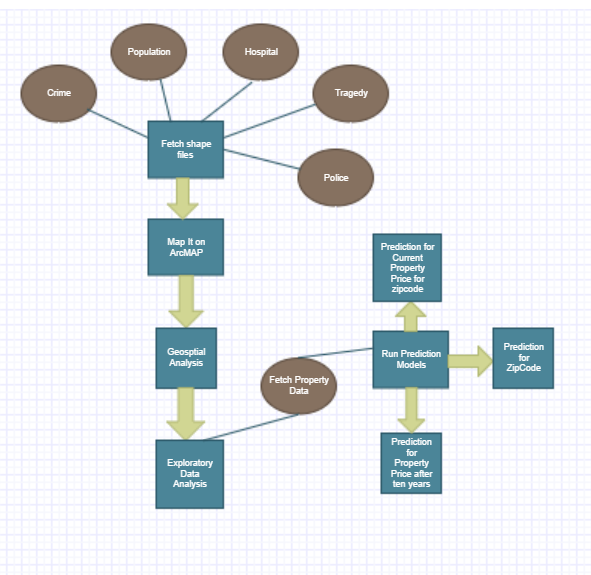 Population
Hospital
Crime
Tragedy
Fetch shape
files
Police
Map It on
ArcMAP
Prediction for
Current
Property
Price for
zipcode
Geosptial
Analysis
Run Prediction
Models
Prediction
for
ZipCode
Fetch Property
Data
Exploratory
Data
Analysis
Prediction
for
Property
Price after
ten years